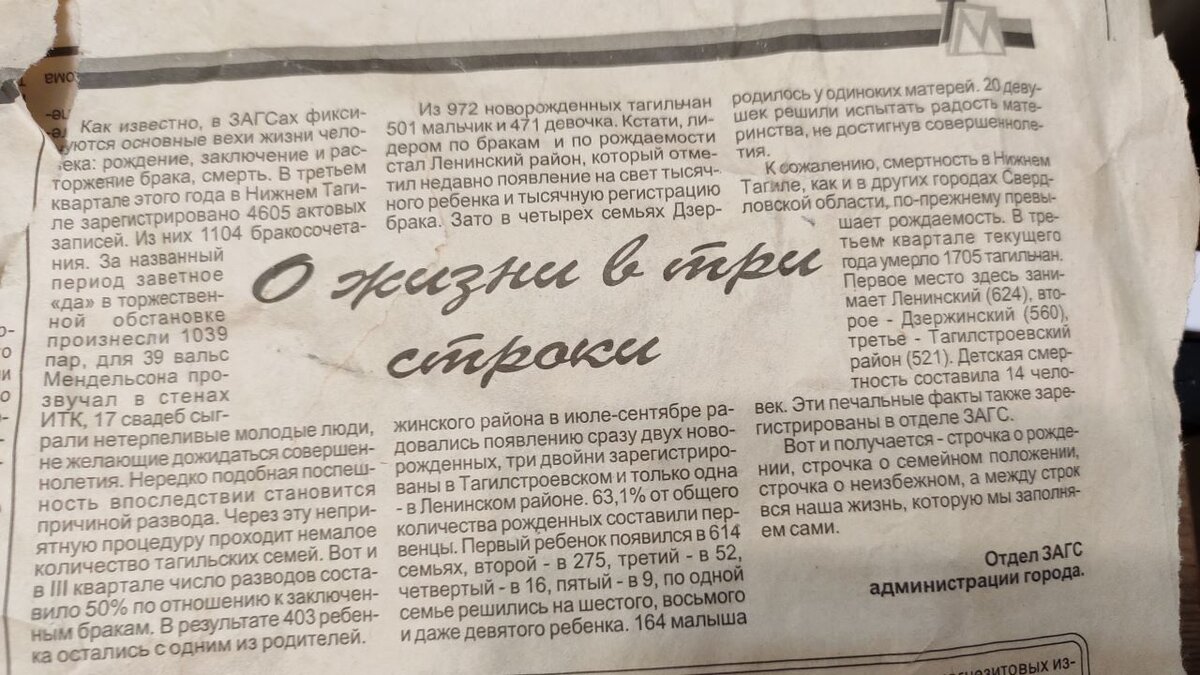 ТМ
вмо
ома
-ле
О жизни в три
строки
Как известно, в ЗАГСах фикси-
уются основные вехи жизни чело-
века: рождение, заключение и рас-
торжение брака, смерть. В третьем
квартале этого года в Нижнем Таги-
ле зарегистрировано 4605 актовых
записей. Из них 1104 бракосочета-
ния. За названный
период заветное
«да» в торжествен-
ной обстановке
произнесли 1039
пар, для 39 вальс
Мендельсона про-
звучал в стенах
ИТК, 17 свадеб сыг-
рали нетерпеливые молодые люди,
не желающие дожидаться совершен-
нолетия. Нередко подобная поспеш-
ность впоследствии становится
причиной развода. Через эту непри-
ятную процедуру проходит немалое
количество тагильских семей. Вот и
в III квартале число разводов соста-
вило 50% по отношению к заключен-
ным бракам. В результате 403 ребен-
ка остались с одним из родителей.
Из 972 новорожденных тагильчан
501 мальчик и 471 девочка. Кстати, ли-
дером по бракам и по рождаемости
стал Ленинский район, который отме-
тил недавно появление на свет тысяч-
ного ребенка и тысячную регистрацию
брака. Зато в четырех семьях Дзер-
жинского района в июле-сентябре ра-
довались появлению сразу двух ново-
рожденных, три двойни зарегистриро-
ваны в Тагилстроевском и только одна
- в Ленинском районе. 63,1% от общего
количества рожденных составили пер-
венцы. Первый ребенок появился в 614
семьях, второй - в 275, третий - в 52,
четвертый - в 16, пятый - в 9, по одной
семье решились на шестого, восьмого
и даже девятого ребенка. 164 малыша
родилось у одиноких матерей. 20 деву-
шек решили испытать радость мате-
ринства, не достигнув совершенноле-
тия.
К сожалению, смертность в Нижнем
Тагиле, как и в других городах Сверд-
ловской области, по-прежнему превы-
шает рождаемость. В тре-
тьем квартале текущего
года умерло 1705 тагильчан.
Первое место здесь зани-
мает Ленинский (624), вто-
рое - Дзержинский (560),
третье - Тагилстроевский
район (521). Детская смер-
тность составила 14 чело-
век. Эти печальные факты также заре-
гистрированы в отделе ЗАГС.
Вот и получается - строчка о рожде-
нии, строчка о семейном положении,
строчка о неизбежном, а между строк
вся наша жизнь, которую мы заполня-
ем сами.
Отдел ЗАГС
администрации города.